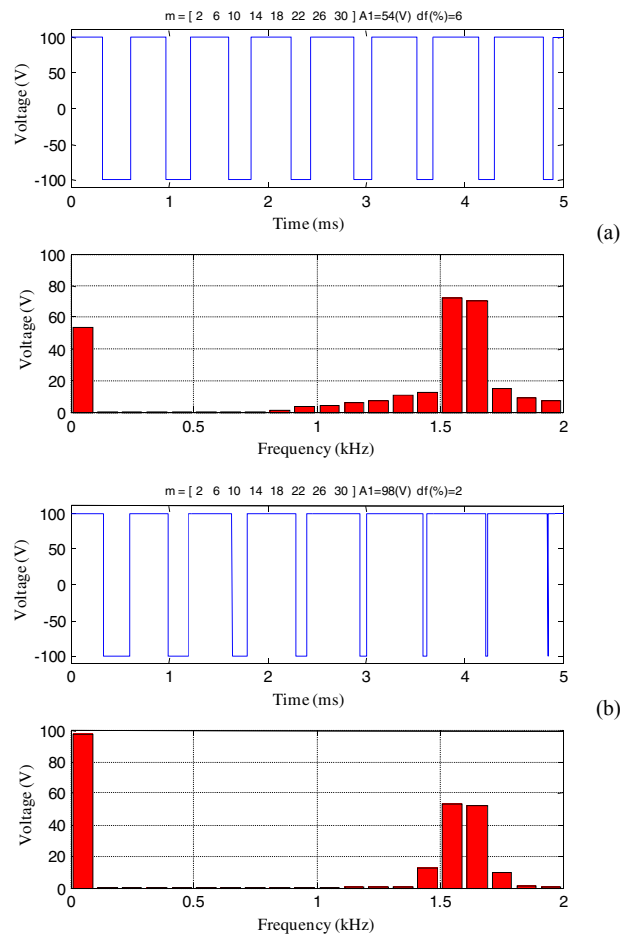 m = [ 2 6 10 14 18 22 26 30 ] A1=54(V) df(%)=6
100
50
0
-50
-100
Voltage (V)
0 1 2 3 4 5
Time (ms)
(a)
100
80
60
40
20
0
Voltage (V)
0 0.5 1 1.5 2
Frequency (kHz)
m = [ 2 6 10 14 18 22 26 30 ] A1=98(V) df(%)=2
100
50
0
-50
-100
Voltage (V)
0 1 2 3 4 5
Time (ms)
(b)
100
80
60
40
20
0
Voltage (V)
0 0.5 1 1.5 2
Frequency (kHz)